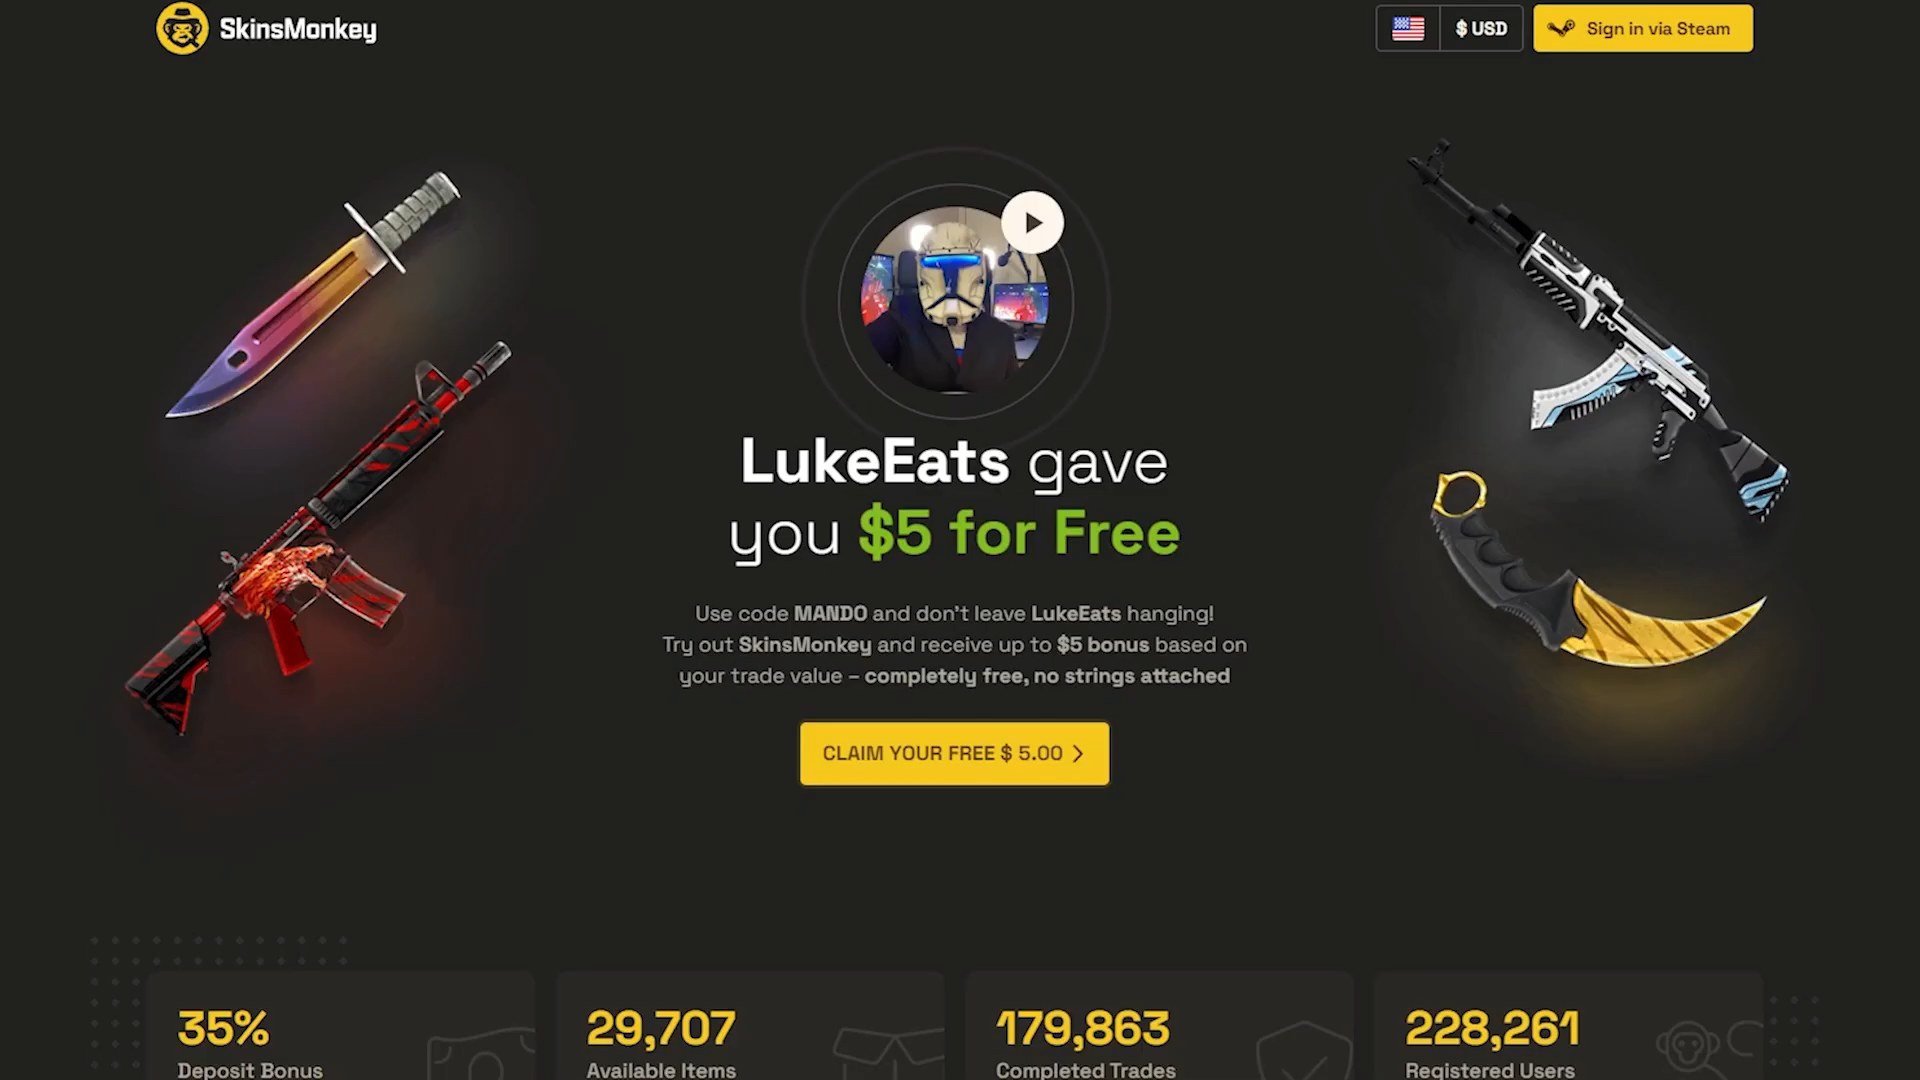 SkinsMonkey
$ USD
Sign in via Steam
LukeEats gave
you $5 for Free
Use code MANDO and don't leave LukeEats hanging!
Try out SkinsMonkey and receive up to $5 bonus based on
your trade value – completely free, no strings attached
CLAIM YOUR FREE $ 5.00
35%
Deposit Bonus
29,707
Available Items
179,863
Completed Trades
228,261
Registered Users